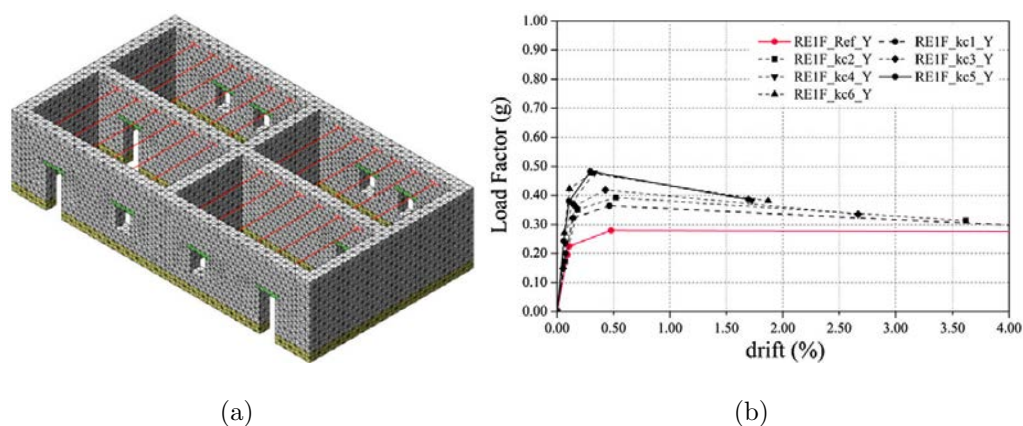 1.00
0.90
0.80
0.70
0.60
0.50
0.40
0.30
0.20
0.10
0.00
Load Factor (g)
RE1F_Ref_Y RE1F_kc1_Y
RE1F_kc2_Y RE1F_kc3_Y
RE1F_kc4_Y RE1F_kc5_Y
RE1F_kc6_Y
0.00 0.50 1.00 1.50 2.00 2.50 3.00 3.50 4.00
drift (%)
(a) (b)